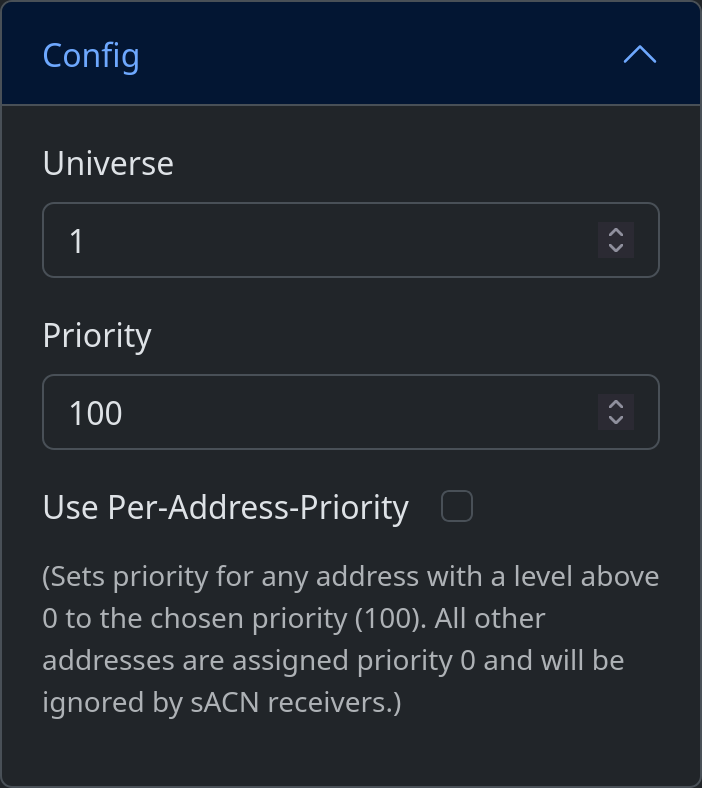 Config
Universe
1
Priority
100
Use Per-Address-Priority
(Sets priority for any address with a level above
0 to the chosen priority (100). All other
addresses are assigned priority 0 and will be
ignored by sACN receivers.)